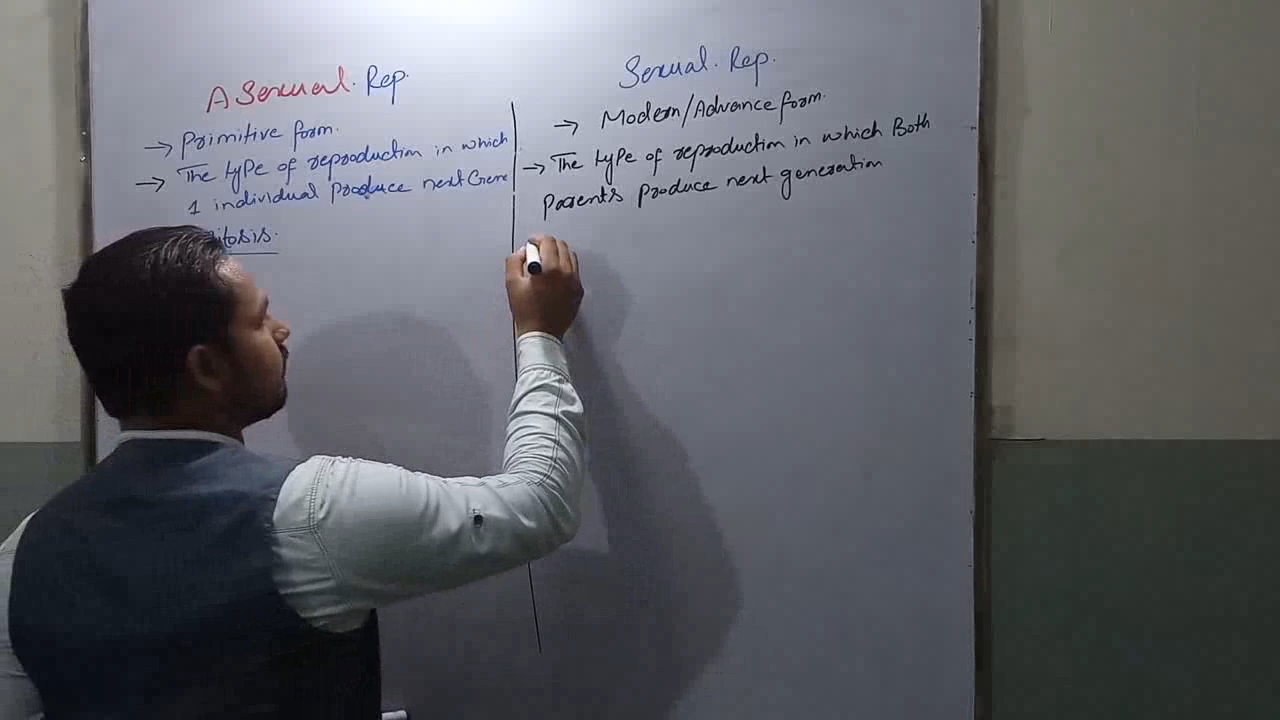 A Sexual. Rep.
→ Primitive form.
→ The type of reproduction in which
1 individual produce next Gene
itosis.
Sexual. Rep.
→ Modern/Advance form.
→ The type of reproduction in which Both
Parents produce next generation